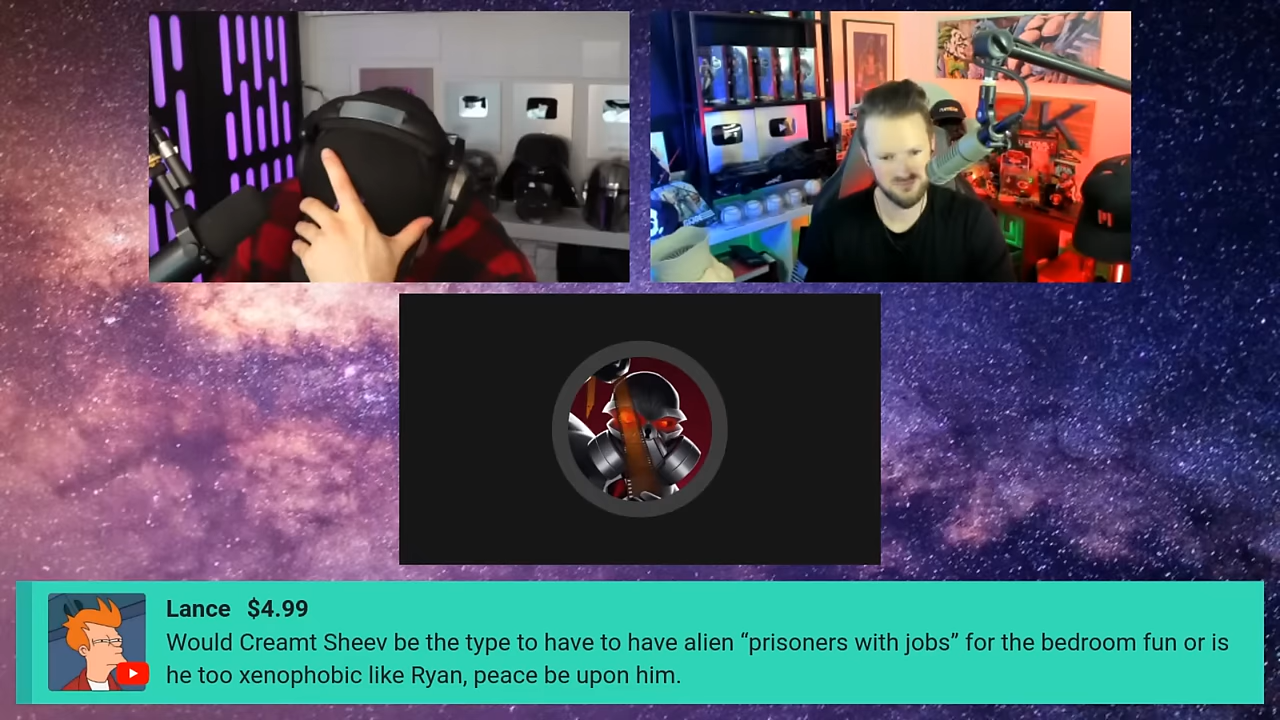 Lance $4.99
Would Creamt Sheev be the type to have to have alien “prisoners with jobs” for the bedroom fun or is
he too xenophobic like Ryan, peace be upon him.